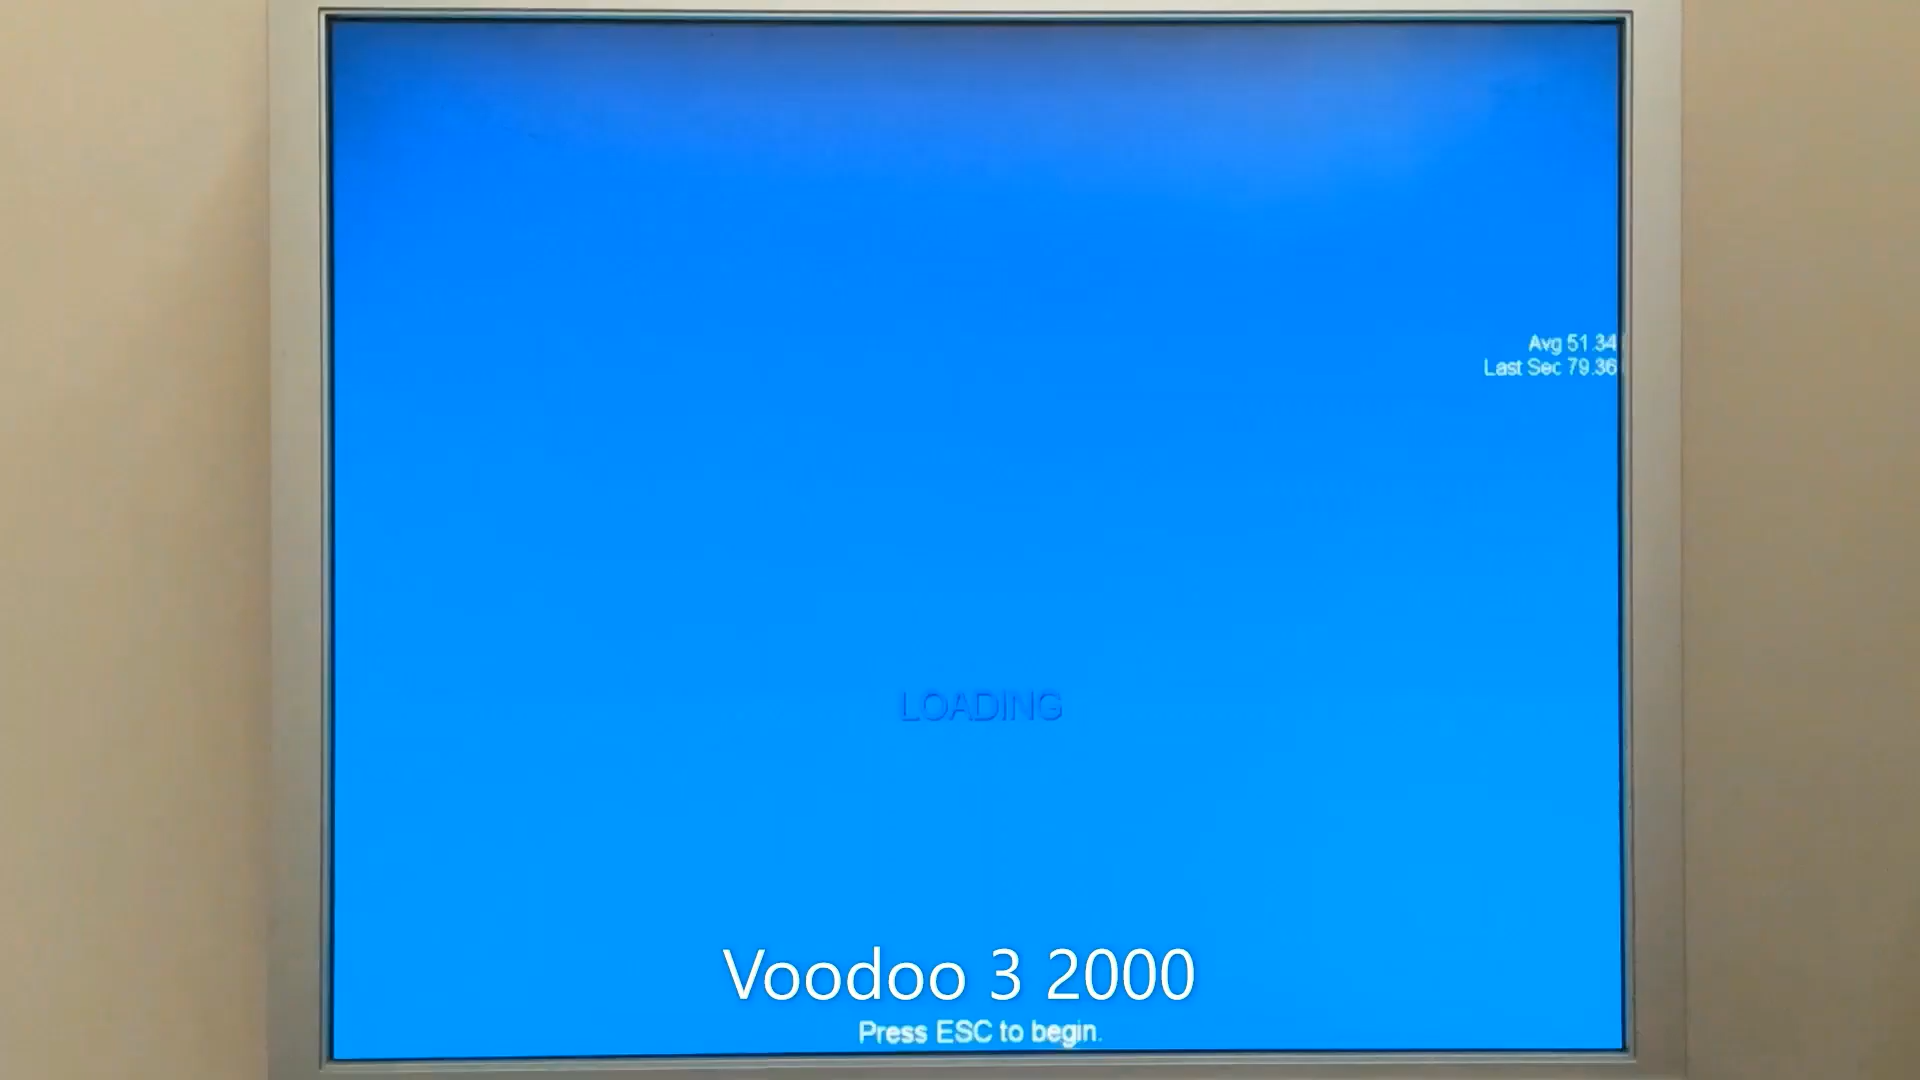 Avg 51.34
Last Sec 79.36
LOADING
Voodoo 3 2000
Press ESC to begin.